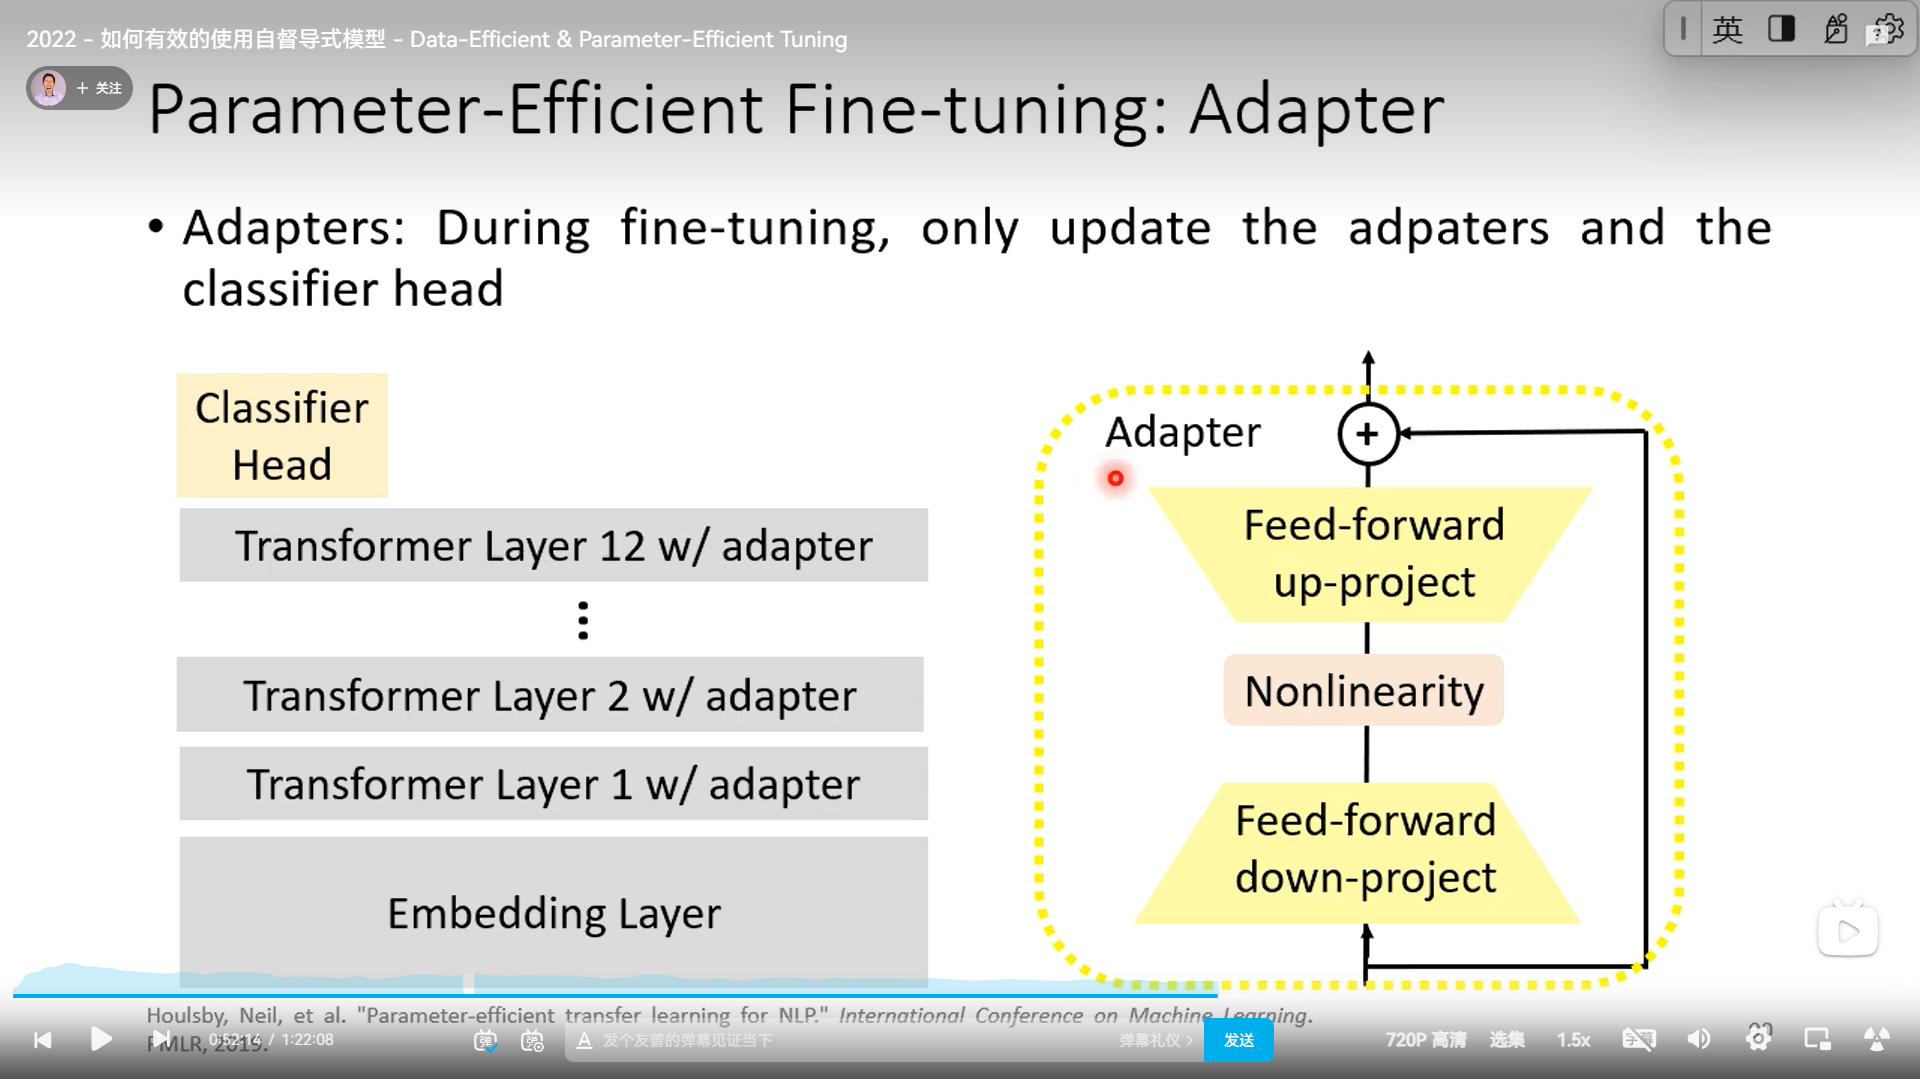 2022 - 如何有效的使用自督导式模型 - Data-Efficient & Parameter-Efficient Tuning
英
+ 关注
Parameter-Efficient Fine-tuning: Adapter
• Adapters: During fine-tuning, only update the adpaters and the
classifier head
Classifier
Head
Transformer Layer 12 w/ adapter
Transformer Layer 2 w/ adapter
Transformer Layer 1 w/ adapter
Embedding Layer
Adapter
+
Feed-forward
up-project
Nonlinearity
Feed-forward
down-project
Houlsby, Neil, et al. "Parameter-efficient transfer learning for NLP." International Conference on Machine Learning.
PMLR, 2019.
0:52:14 / 1:22:08
弹
弹
A 发个友善的弹幕见证当下
弹幕礼仪 >
发送
720P 高清
选集
1.5x
字幕